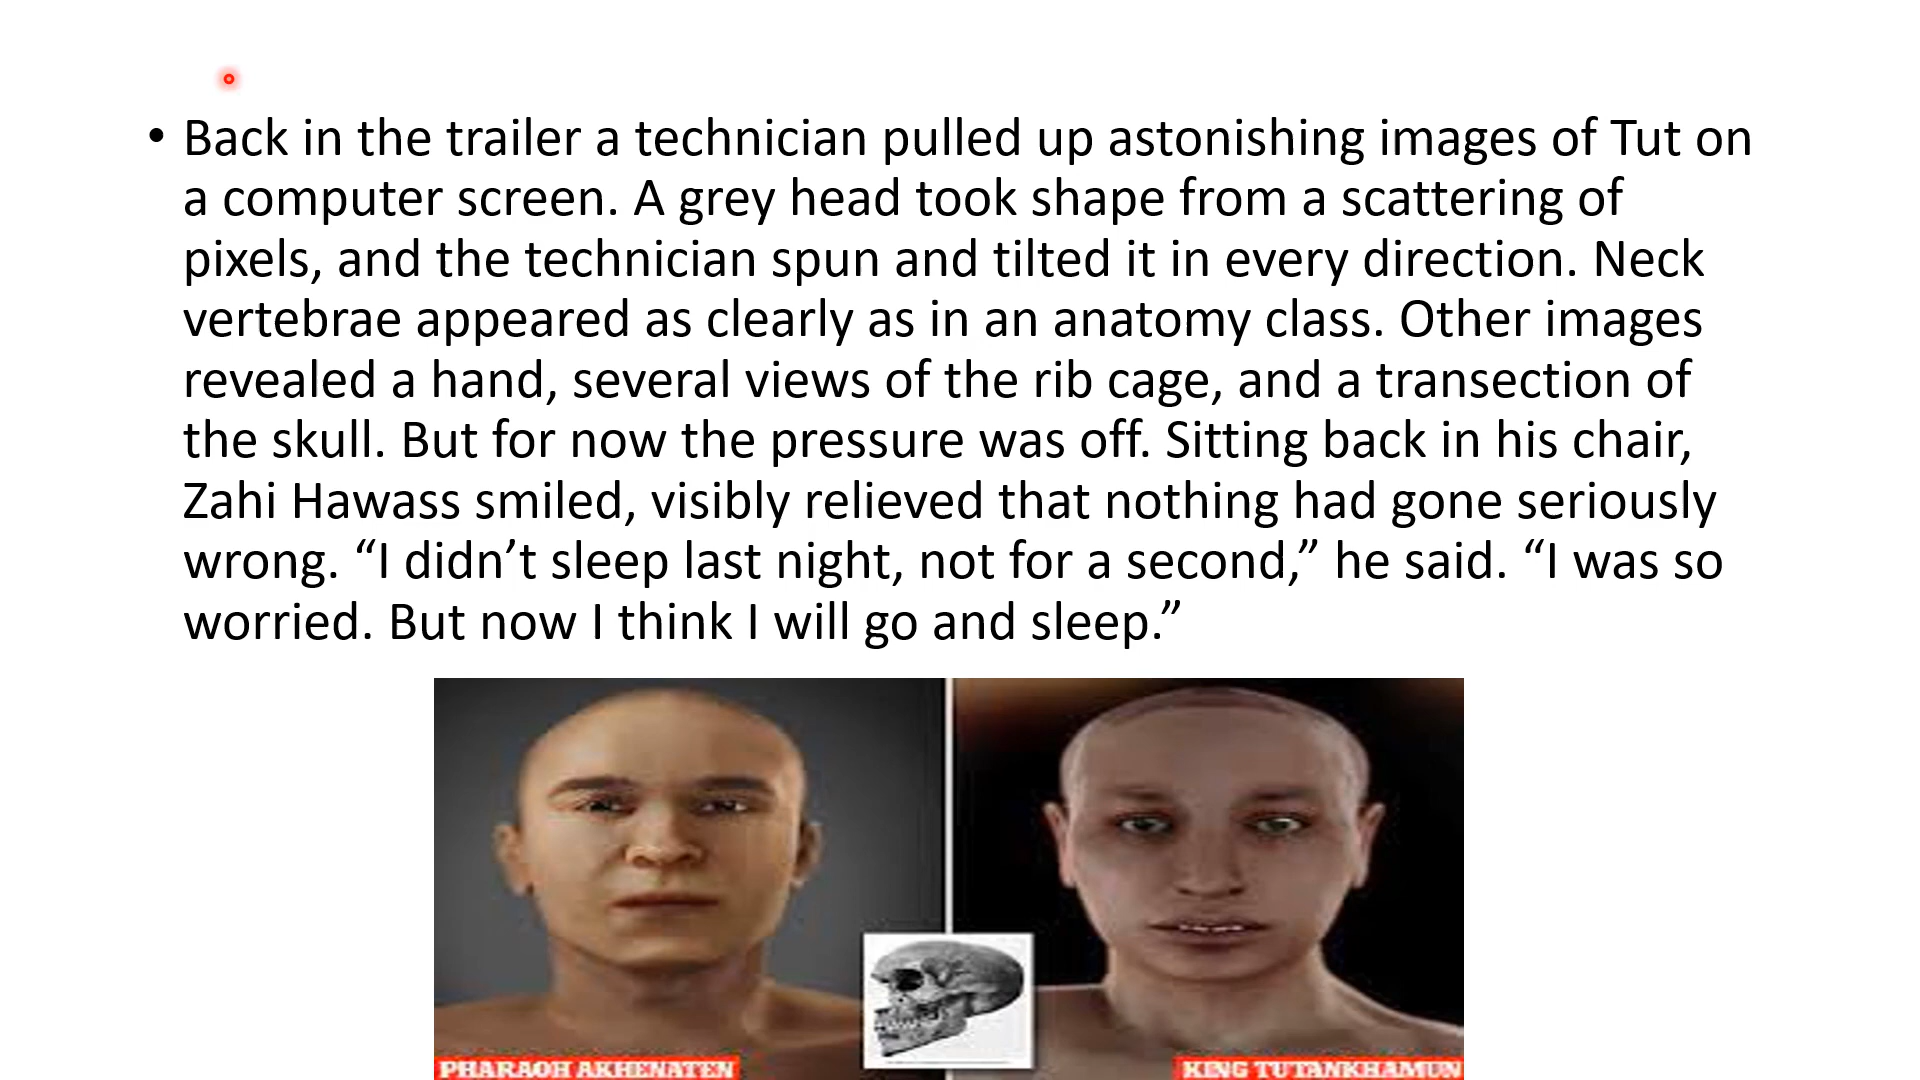 • Back in the trailer a technician pulled up astonishing images of Tut on
a computer screen. A grey head took shape from a scattering of
pixels, and the technician spun and tilted it in every direction. Neck
vertebrae appeared as clearly as in an anatomy class. Other images
revealed a hand, several views of the rib cage, and a transection of
the skull. But for now the pressure was off. Sitting back in his chair,
Zahi Hawass smiled, visibly relieved that nothing had gone seriously
wrong. “I didn’t sleep last night, not for a second,” he said. “I was so
worried. But now I think I will go and sleep.”
PHARAOH AKHENATEN
KING TUTANKHAMUN